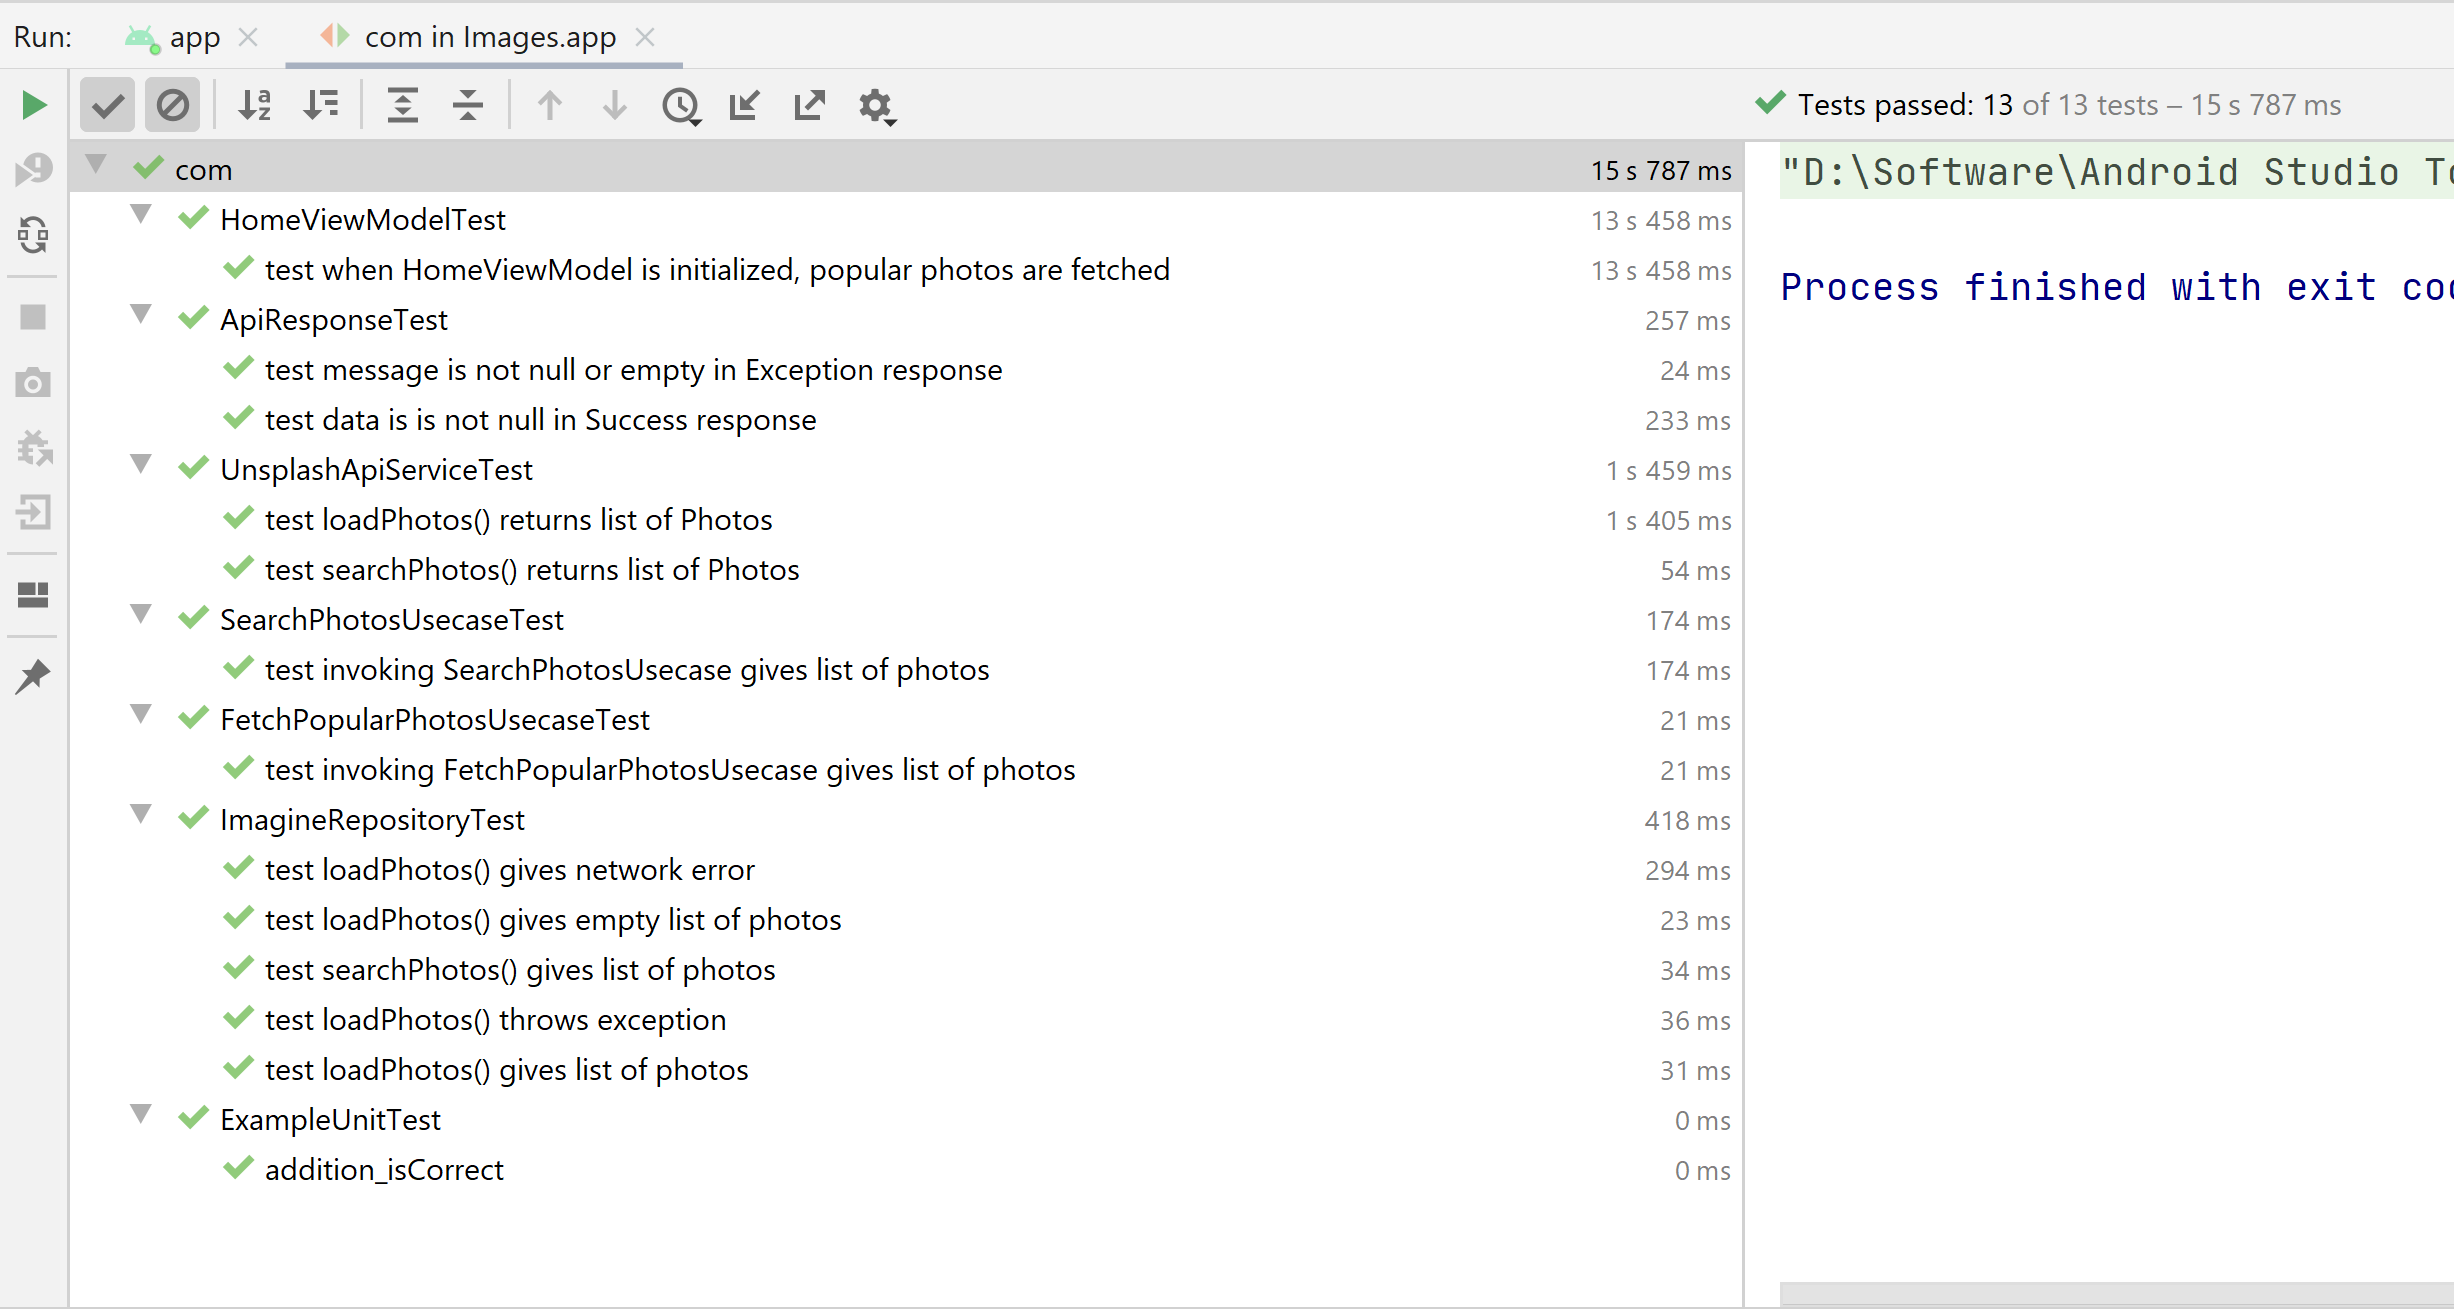 Run: app com in Images.app
Tests passed: 13 of 13 tests – 15 s 787 ms
com 15 s 787 ms
HomeViewModelTest 13 s 458 ms
test when HomeViewModel is initialized, popular photos are fetched 13 s 458 ms
ApiResponseTest 257 ms
test message is not null or empty in Exception response 24 ms
test data is is not null in Success response 233 ms
UnsplashApiServiceTest 1 s 459 ms
test loadPhotos() returns list of Photos 1 s 405 ms
test searchPhotos() returns list of Photos 54 ms
SearchPhotosUsecaseTest 174 ms
test invoking SearchPhotosUsecase gives list of photos 174 ms
FetchPopularPhotosUsecaseTest 21 ms
test invoking FetchPopularPhotosUsecase gives list of photos 21 ms
ImagineRepositoryTest 418 ms
test loadPhotos() gives network error 294 ms
test loadPhotos() gives empty list of photos 23 ms
test searchPhotos() gives list of photos 34 ms
test loadPhotos() throws exception 36 ms
test loadPhotos() gives list of photos 31 ms
ExampleUnitTest 0 ms
addition_isCorrect 0 ms
"D:\Software\Android Studio
Process finished with exit